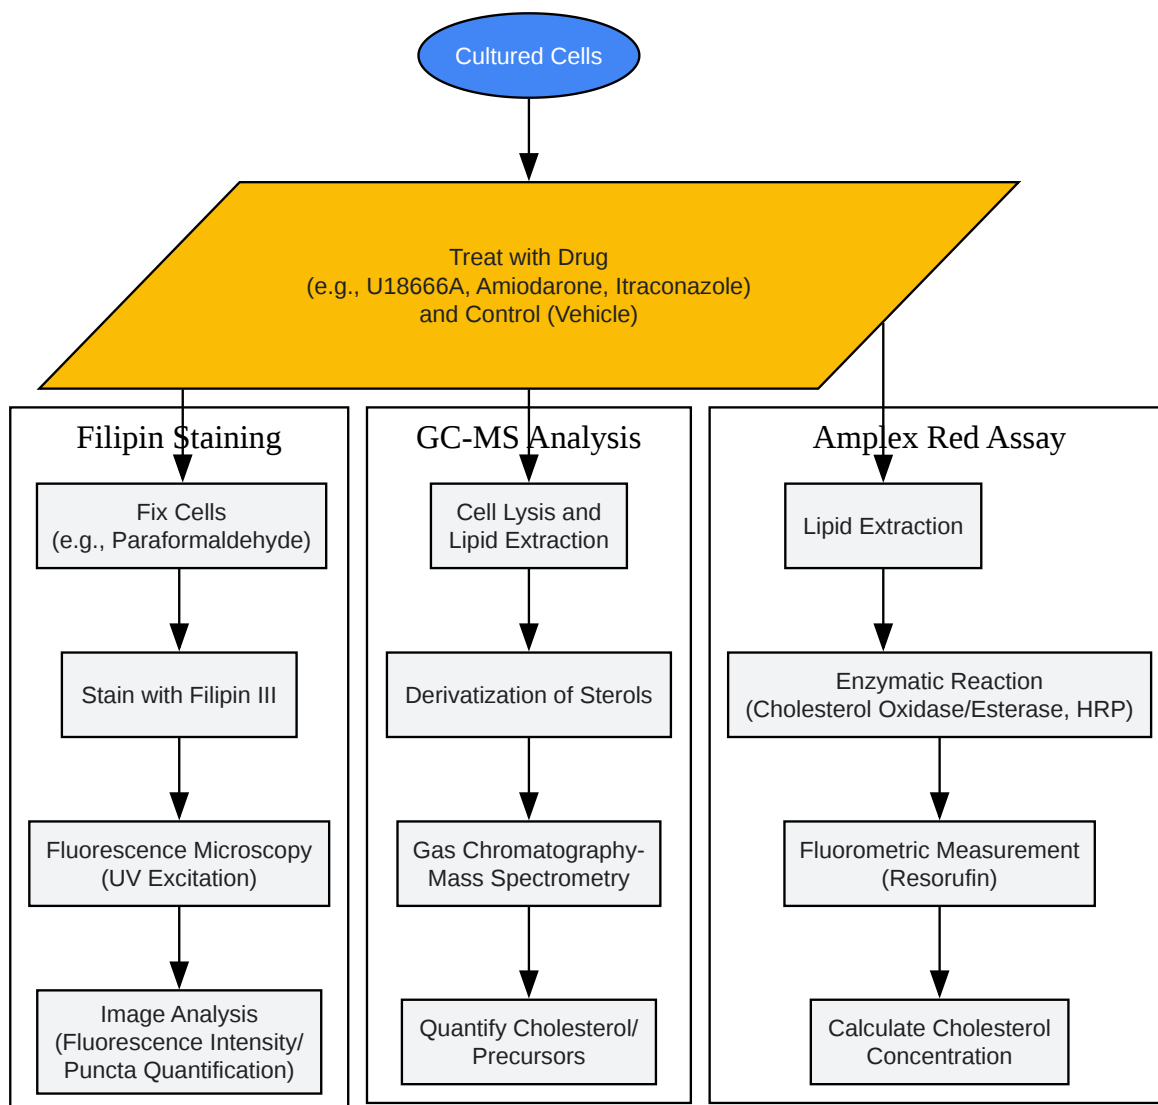 Cultured Cells
Treat with Drug
(e.g., U18666A, Amiodarone, Itraconazole)
and Control (Vehicle)
Filipin Staining
Fix Cells
(e.g., Paraformaldehyde)
Stain with Filipin III
Fluorescence Microscopy
(UV Excitation)
Image Analysis
(Fluorescence Intensity/
Puncta Quantification)
GC-MS Analysis
Cell Lysis and
Lipid Extraction
Derivatization of Sterols
Gas Chromatography-
Mass Spectrometry
Quantify Cholesterol/
Precursors
Amplex Red Assay
Lipid Extraction
Enzymatic Reaction
(Cholesterol Oxidase/Esterase, HRP)
Fluorometric Measurement
(Resorufin)
Calculate Cholesterol
Concentration